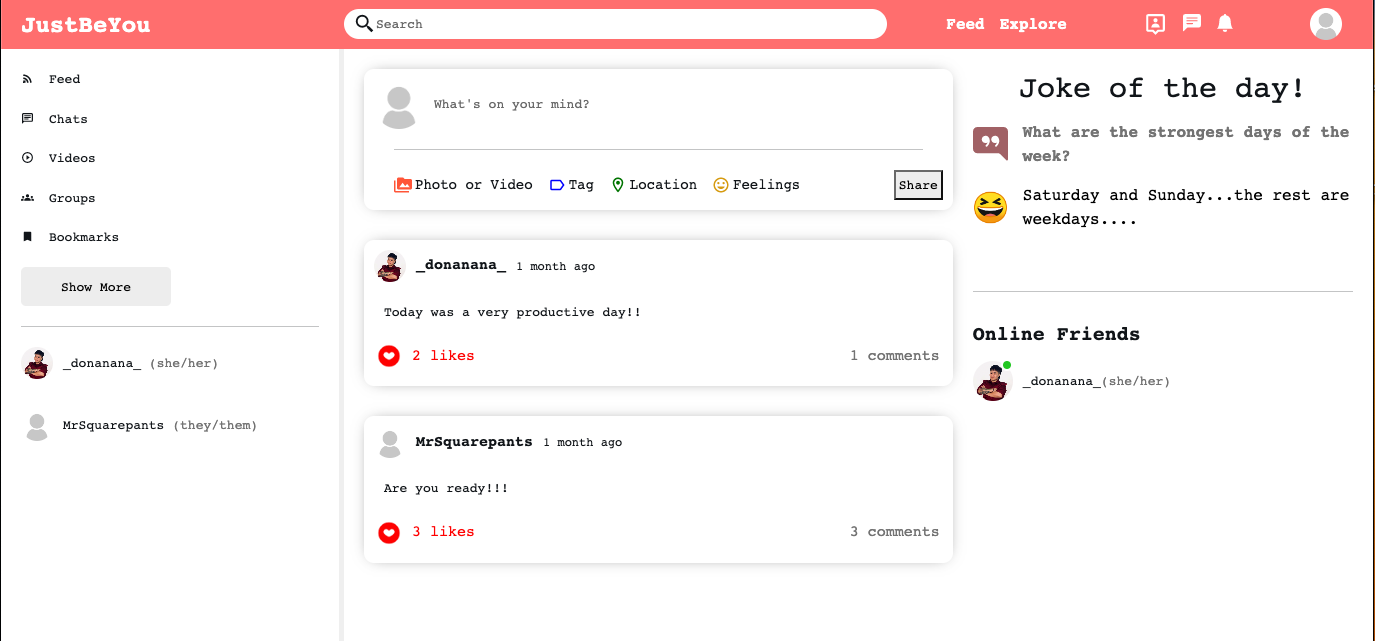 JustBeYou
Search
Feed Explore
Feed
Chats
Videos
Groups
Bookmarks
Show More
_donanana_ (she/her)
MrSquarepants (they/them)
What's on your mind?
Photo or Video Tag Location Feelings Share
_donanana_ 1 month ago
Today was a very productive day!!
2 likes 1 comments
MrSquarepants 1 month ago
Are you ready!!!
3 likes 3 comments
Joke of the day!
What are the strongest days of the
week?
Saturday and Sunday...the rest are
weekdays....
Online Friends
_donanana_(she/her)